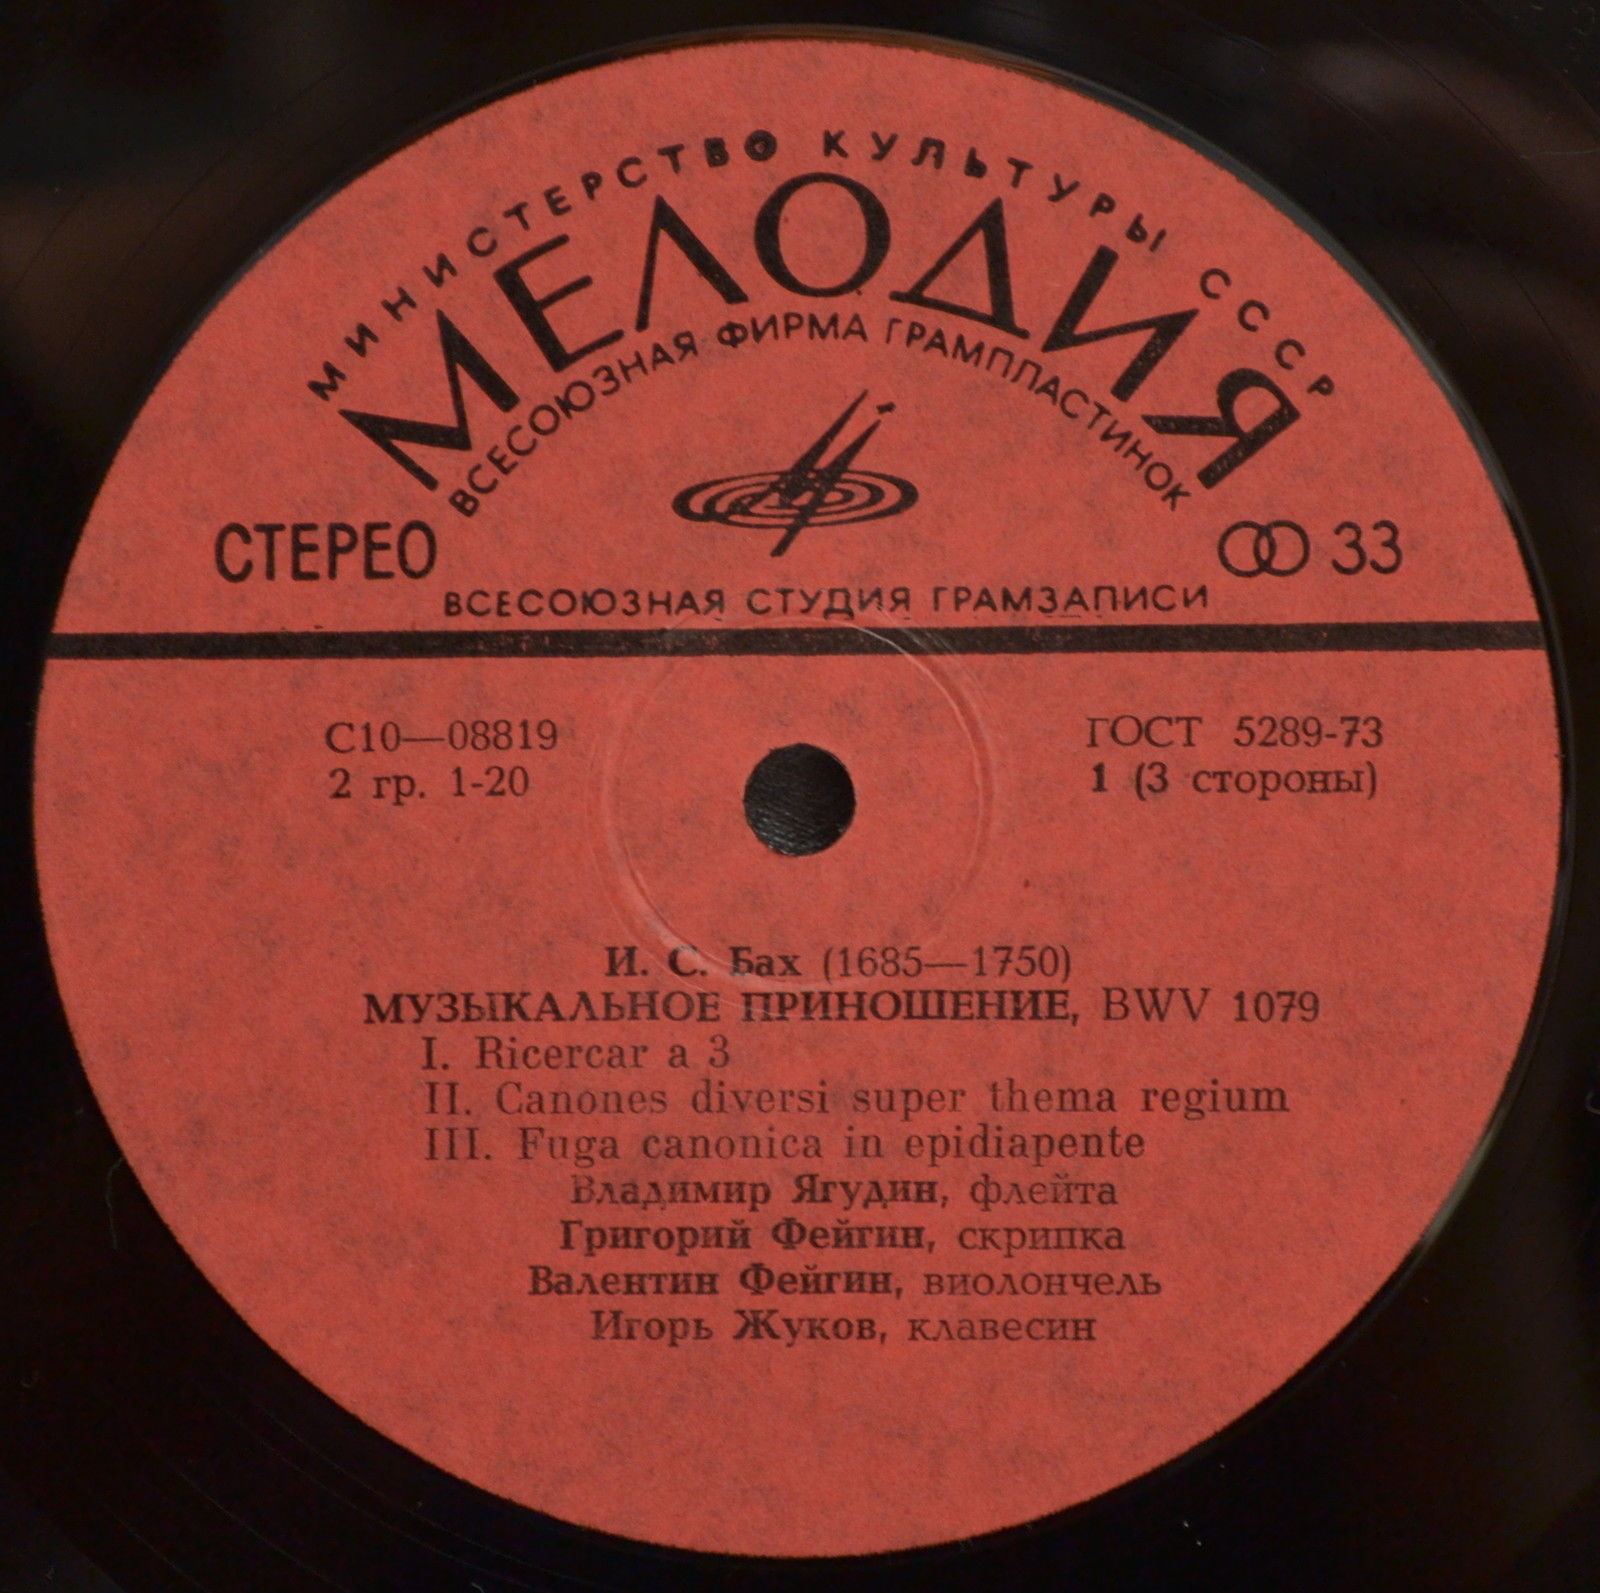 МИНИСТЕРСТВО КУЛЬТУРЫ СССР
МЕЛОДИЯ
ВСЕСОЮЗНАЯ ФИРМА ГРАМПЛАСТИНОК
СТЕРЕО
33
ВСЕСОЮЗНАЯ СТУДИЯ ГРАМЗАПИСИ
С10—08819
ГОСТ 5289-73
2 гр. 1-20
1 (3 стороны)
И. С. Бах (1685—1750)
МУЗЫКАЛЬНОЕ ПРИНОШЕНИЕ, BWV 1079
I. Ricercar a 3
II. Canones diversi super thema regium
III. Fuga canonica in epidiapente
Владимир Ягудин, флейта
Григорий Фейгин, скрипка
Валентин Фейгин, виолончель
Игорь Жуков, клавесин